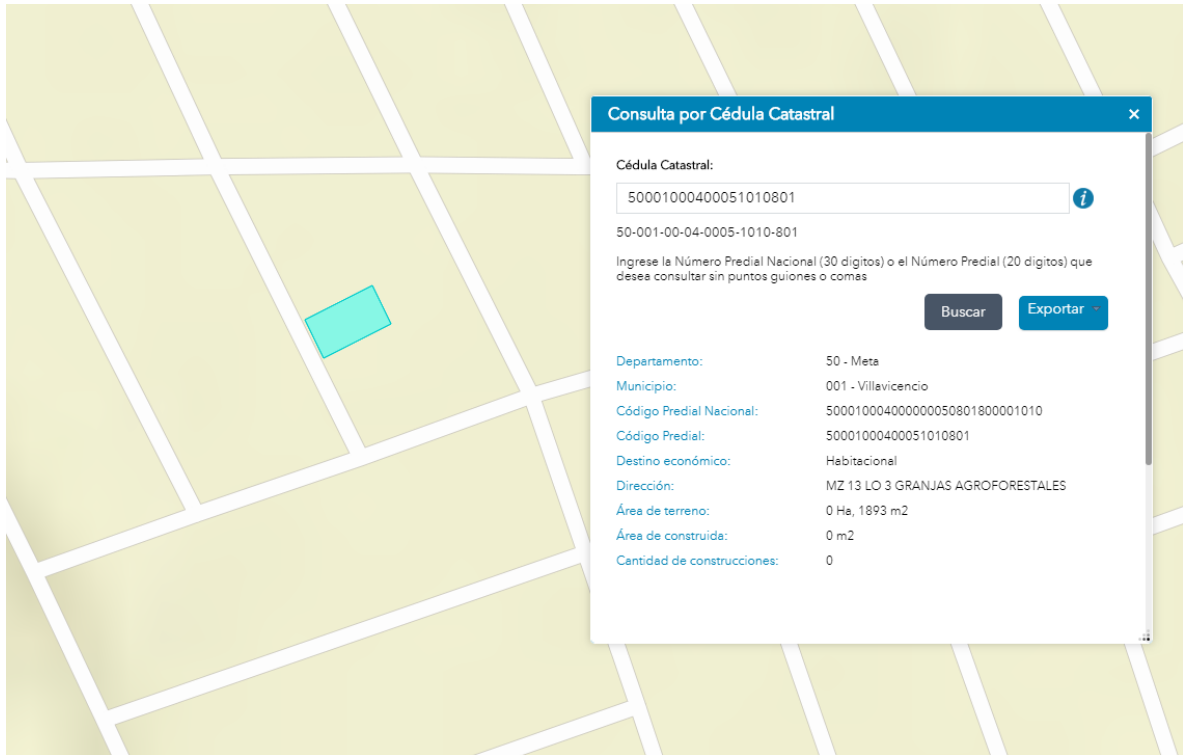 Consulta por Cédula Catastral
Cédula Catastral:
50001000400051010801
50-001-00-04-0005-1010-801
Ingrese la Número Predial Nacional (30 digitos) o el Número Predial (20 digitos) que
desea consultar sin puntos guiones o comas
Buscar Exportar
Departamento: 50 - Meta
Municipio: 001 - Villavicencio
Código Predial Nacional: 500010004000000050801800001010
Código Predial: 50001000400051010801
Destino económico: Habitacional
Dirección: MZ 13 LO 3 GRANJAS AGROFORESTALES
Área de terreno: 0 Ha, 1893 m2
Área de construida: 0 m2
Cantidad de construcciones: 0